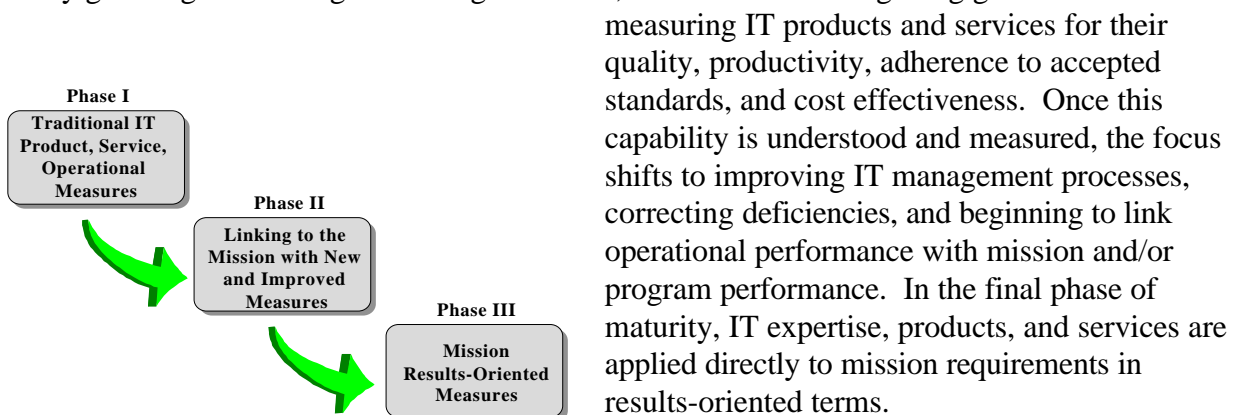 measuring IT products and services for their
quality, productivity, adherence to accepted
standards, and cost effectiveness. Once this
capability is understood and measured, the focus
shifts to improving IT management processes,
correcting deficiencies, and beginning to link
operational performance with mission and/or
program performance. In the final phase of
maturity, IT expertise, products, and services are
applied directly to mission requirements in
results-oriented terms.
Phase I
Traditional IT
Product, Service,
Operational
Measures
Phase II
Linking to the
Mission with New
and Improved
Measures
Phase III
Mission
Results-Oriented
Measures